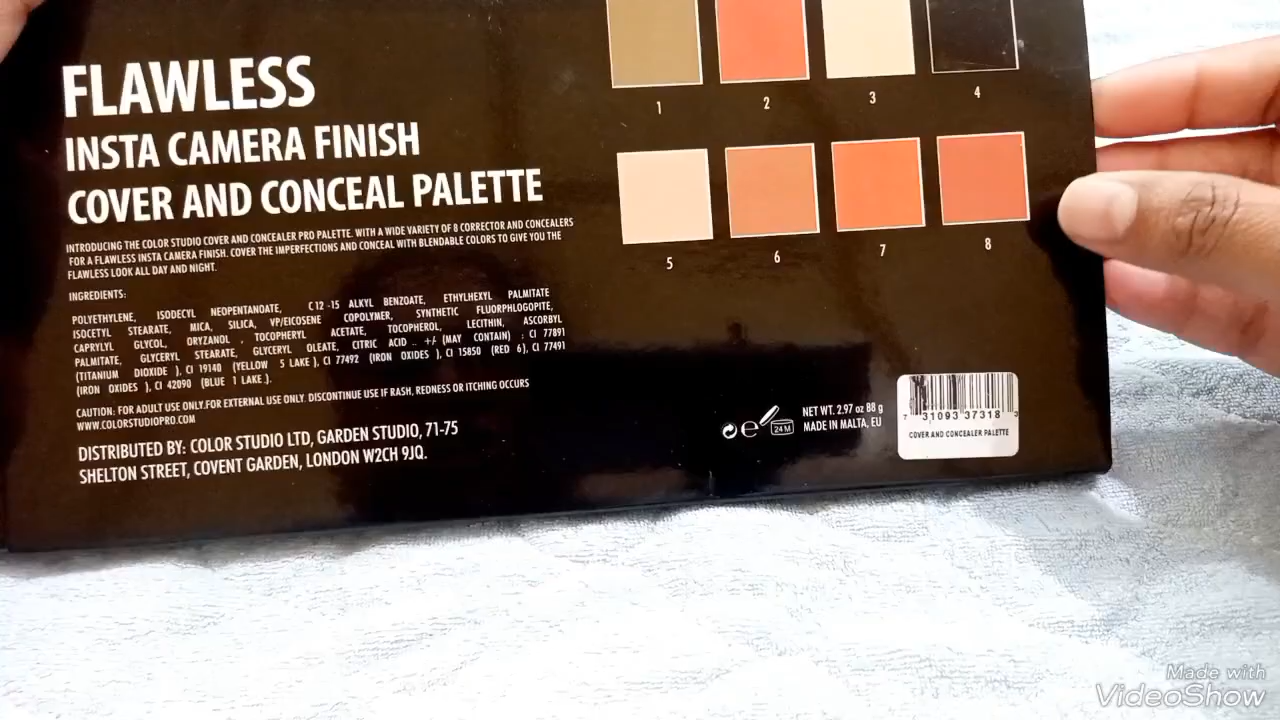 FLAWLESS
INSTA CAMERA FINISH
COVER AND CONCEAL PALETTE
INTRODUCING THE COLOR STUDIO COVER AND CONCEALER PRO PALETTE. WITH A WIDE VARIETY OF 8 CORRECTOR AND CONCEALERS
FOR A FLAWLESS INSTA CAMERA FINISH. COVER THE IMPERFECTIONS AND CONCEAL WITH BLENDABLE COLORS TO GIVE YOU THE
FLAWLESS LOOK ALL DAY AND NIGHT.
INGREDIENTS:
POLYETHYLENE, ISODECYL NEOPENTANOATE, C12 -15 ALKYL BENZOATE, ETHYLHEXYL PALMITATE
ISOCETYL STEARATE, MICA, SILICA, VP/EICOSENE COPOLYMER, SYNTHETIC FLUORPHLOGOPITE,
CAPRYLYL GLYCOL, ORYZANOL , TOCOPHERYL ACETATE, TOCOPHEROL, LECITHIN, ASCORBYL
PALMITATE, GLYCERYL STEARATE, GLYCERYL OLEATE, CITRIC ACID .. +/- (MAY CONTAIN) : CI 77891
(TITANIUM DIOXIDE ), CI 19140 (YELLOW 5 LAKE ), CI 77492 (IRON OXIDES ), CI 15850 (RED 6), CI 77491
(IRON OXIDES ), CI 42090 (BLUE 1 LAKE ).
CAUTION: FOR ADULT USE ONLY.FOR EXTERNAL USE ONLY. DISCONTINUE USE IF RASH, REDNESS OR ITCHING OCCURS
WWW.COLORSTUDIOPRO.COM
DISTRIBUTED BY: COLOR STUDIO LTD, GARDEN STUDIO, 71-75
SHELTON STREET, COVENT GARDEN, LONDON W2CH 9JQ.
1 2 3 4
5 6 7 8
24M
NET WT. 2.97 oz 88 g
MADE IN MALTA, EU
7 31093 37318 3
COVER AND CONCEALER PALETTE
Made with
VideoShow